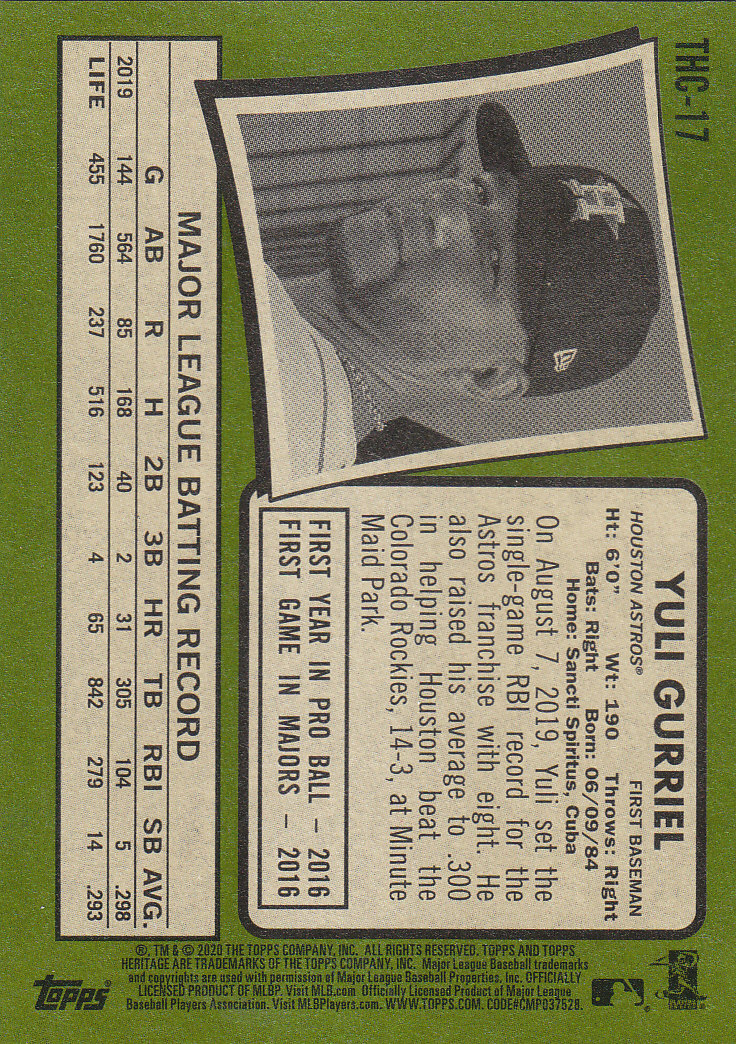 THC-17
YULI GURRIEL
HOUSTON ASTROS® FIRST BASEMAN
Ht: 6'0" Wt: 190 Throws: Right
Bats: Right Born: 06/09/84
Home: Sancti Spiritus, Cuba
On August 7, 2019, Yuli set the
single-game RBI record for the
Astros franchise with eight. He
also raised his average to .300
in helping Houston beat the
Colorado Rockies, 14-3, at Minute
Maid Park.
FIRST YEAR IN PRO BALL – 2016
FIRST GAME IN MAJORS – 2016
MAJOR LEAGUE BATTING RECORD
G AB R H 2B 3B HR TB RBI SB AVG.
2019 144 564 85 168 40 2 31 305 104 5 .298
LIFE 455 1760 237 516 123 4 65 842 279 14 .293
®, TM & © 2020 THE TOPPS COMPANY, INC. ALL RIGHTS RESERVED. TOPPS AND TOPPS
HERITAGE ARE TRADEMARKS OF THE TOPPS COMPANY, INC. Major League Baseball trademarks
and copyrights are used with permission of Major League Baseball Properties, Inc. OFFICIALLY
LICENSED PRODUCT OF MLBP. Visit MLB.com Officially Licensed Product of Major League
Baseball Players Association. Visit MLBPlayers.com. WWW.TOPPS.COM. CODE#CMP037528.
TOPPS